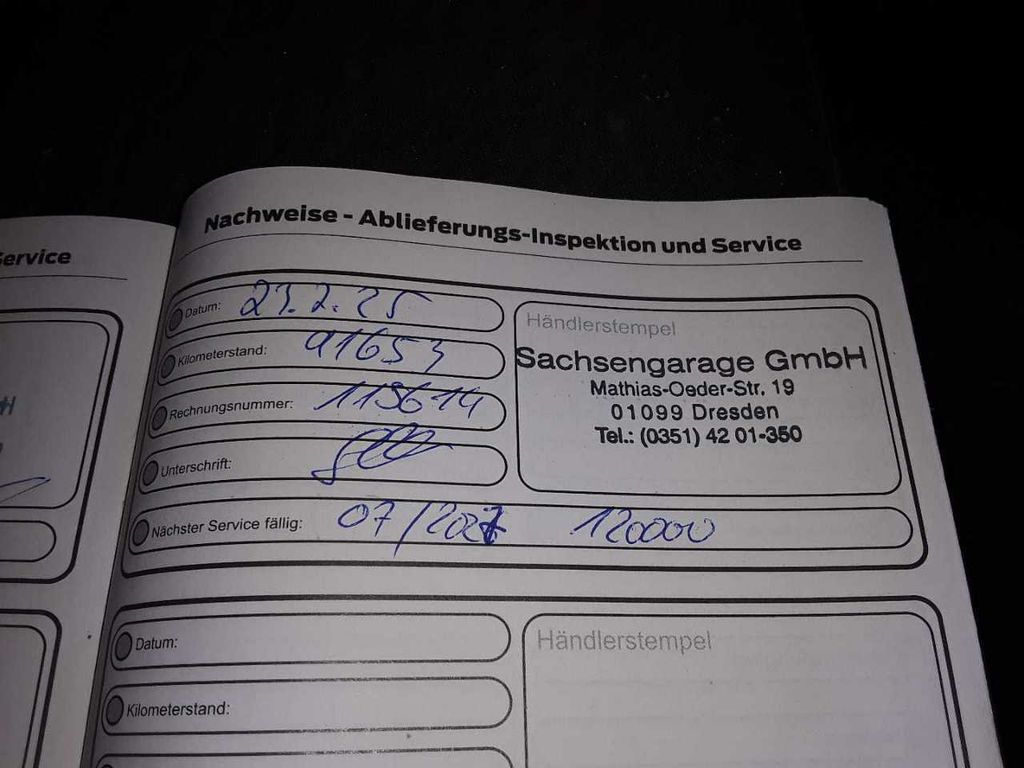 Service
Nachweise - Ablieferungs-Inspektion und Service
Datum: 27.2.25
Kilometerstand: 91653
Rechnungsnummer: 113614
Unterschrift:
Nächster Service fällig: 07/2027 120000
Händlerstempel
Sachsengarage GmbH
Mathias-Oeder-Str. 19
01099 Dresden
Tel.: (0351) 42 01-350
Datum:
Kilometerstand:
Händlerstempel